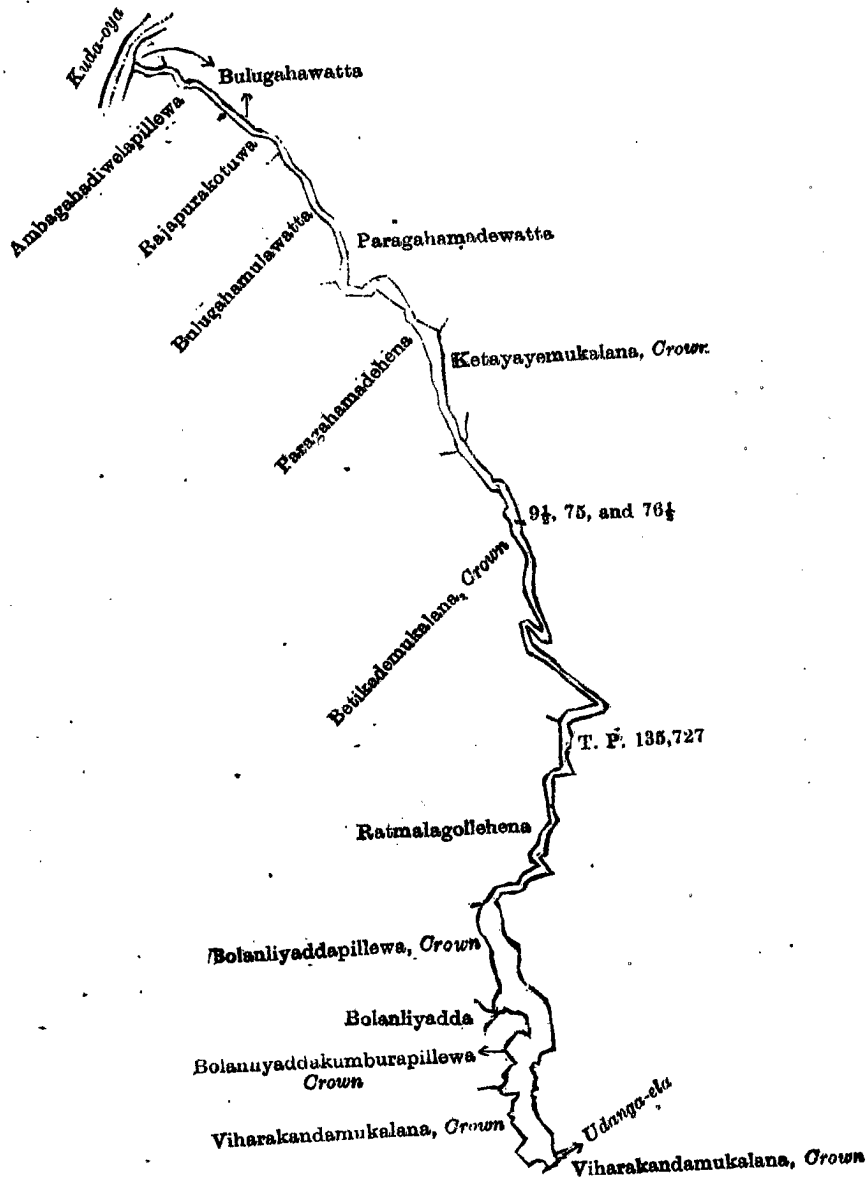 Kuda-oya
Bulugahawatta
Ambagahadiwelapillewa
Rajapurakotuwa
Bulugahamulawatta
Paragahamadewatta
Paragahamadehena
Ketayayemukalana, Crown
9½, 75, and 76½
Betikademukalana, Crown
T. P. 135,727
Ratmalagollehena
Bolanliyaddapillewa, Crown
Bolanliyadda
Bolanliyaddakumburapillewa
Crown
Viharakandamukalana, Crown
Udanga-ela
Viharakandamukalana, Crown